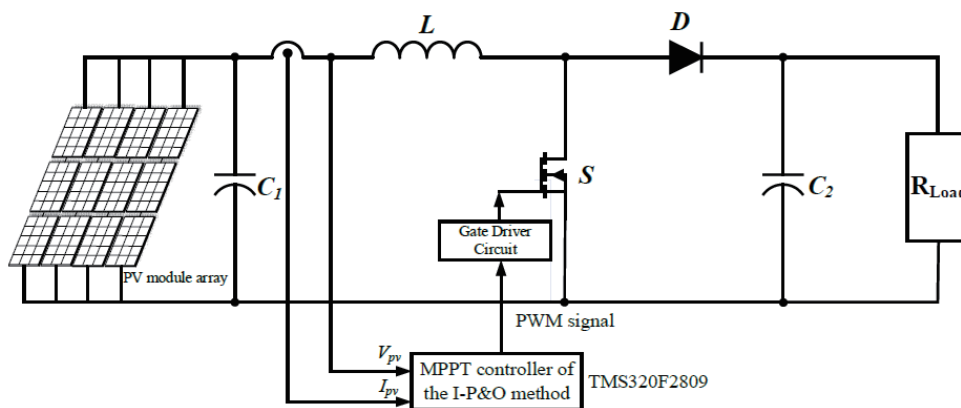 L
D
C1
S
C2
RLoad
Gate Driver
Circuit
PV module array
PWM signal
Vpv
Ipv
MPPT controller of
the I-P&O method
TMS320F2809